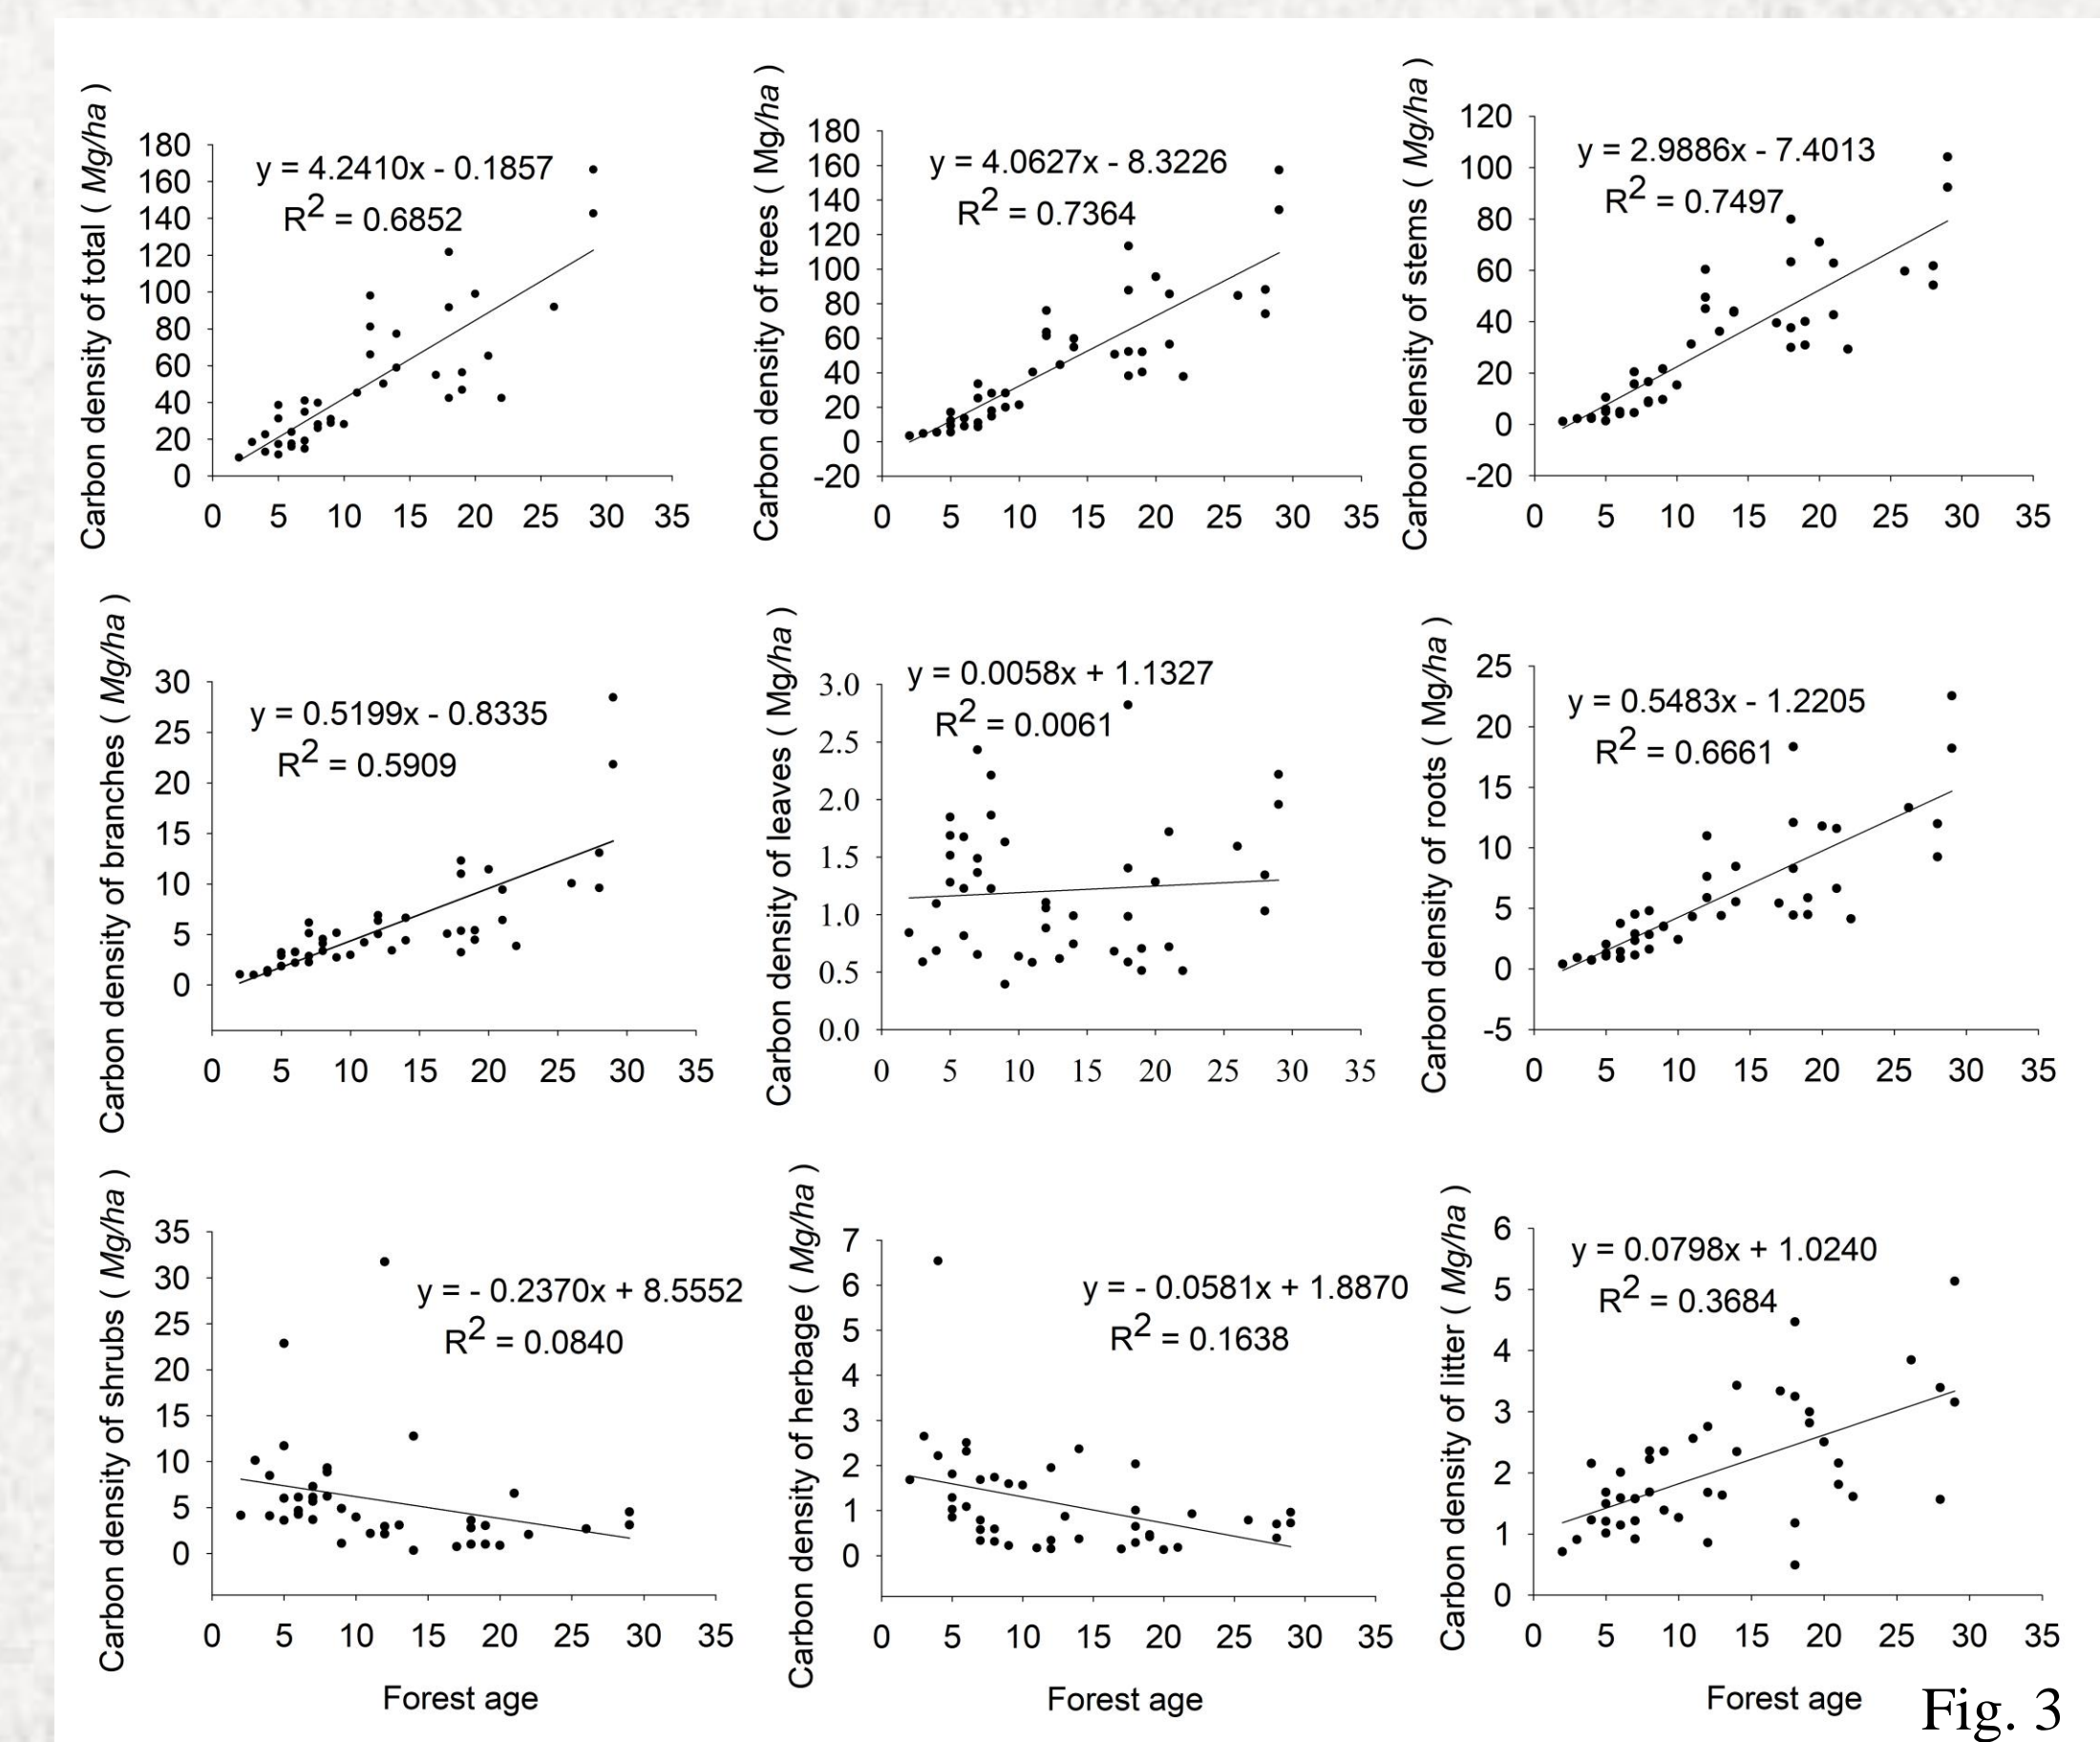 Carbon density of total ( Mg/ha )
180
160
140
120
100
80
60
40
20
0
y = 4.2410x - 0.1857
R2 = 0.6852
0 5 10 15 20 25 30 35
Carbon density of trees ( Mg/ha )
180
160
140
120
100
80
60
40
20
0
-20
y = 4.0627x - 8.3226
R2 = 0.7364
0 5 10 15 20 25 30 35
Carbon density of stems ( Mg/ha )
120
100
80
60
40
20
0
-20
y = 2.9886x - 7.4013
R2 = 0.7497
0 5 10 15 20 25 30 35
Carbon density of branches ( Mg/ha )
30
25
20
15
10
5
0
y = 0.5199x - 0.8335
R2 = 0.5909
0 5 10 15 20 25 30 35
Carbon density of leaves ( Mg/ha )
3.0
2.5
2.0
1.5
1.0
0.5
0.0
y = 0.0058x + 1.1327
R2 = 0.0061
0 5 10 15 20 25 30 35
Carbon density of roots ( Mg/ha )
25
20
15
10
5
0
-5
y = 0.5483x - 1.2205
R2 = 0.6661
0 5 10 15 20 25 30 35
Carbon density of shrubs ( Mg/ha )
35
30
25
20
15
10
5
0
y = - 0.2370x + 8.5552
R2 = 0.0840
0 5 10 15 20 25 30 35
Forest age
Carbon density of herbage ( Mg/ha )
7
6
5
4
3
2
1
0
y = - 0.0581x + 1.8870
R2 = 0.1638
0 5 10 15 20 25 30 35
Forest age
Carbon density of litter ( Mg/ha )
6
5
4
3
2
1
0
y = 0.0798x + 1.0240
R2 = 0.3684
0 5 10 15 20 25 30 35
Forest age
Fig. 3